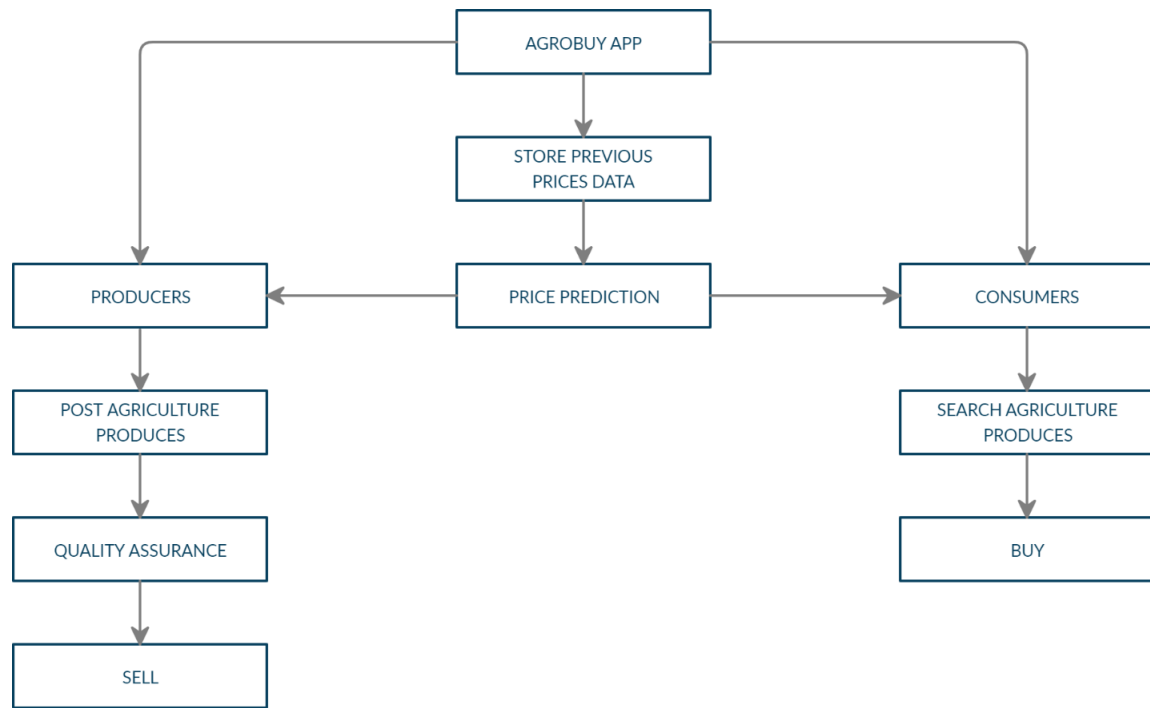 AGROBUY APP
STORE PREVIOUS
PRICES DATA
PRODUCERS
PRICE PREDICTION
CONSUMERS
POST AGRICULTURE
PRODUCES
SEARCH AGRICULTURE
PRODUCES
QUALITY ASSURANCE
BUY
SELL